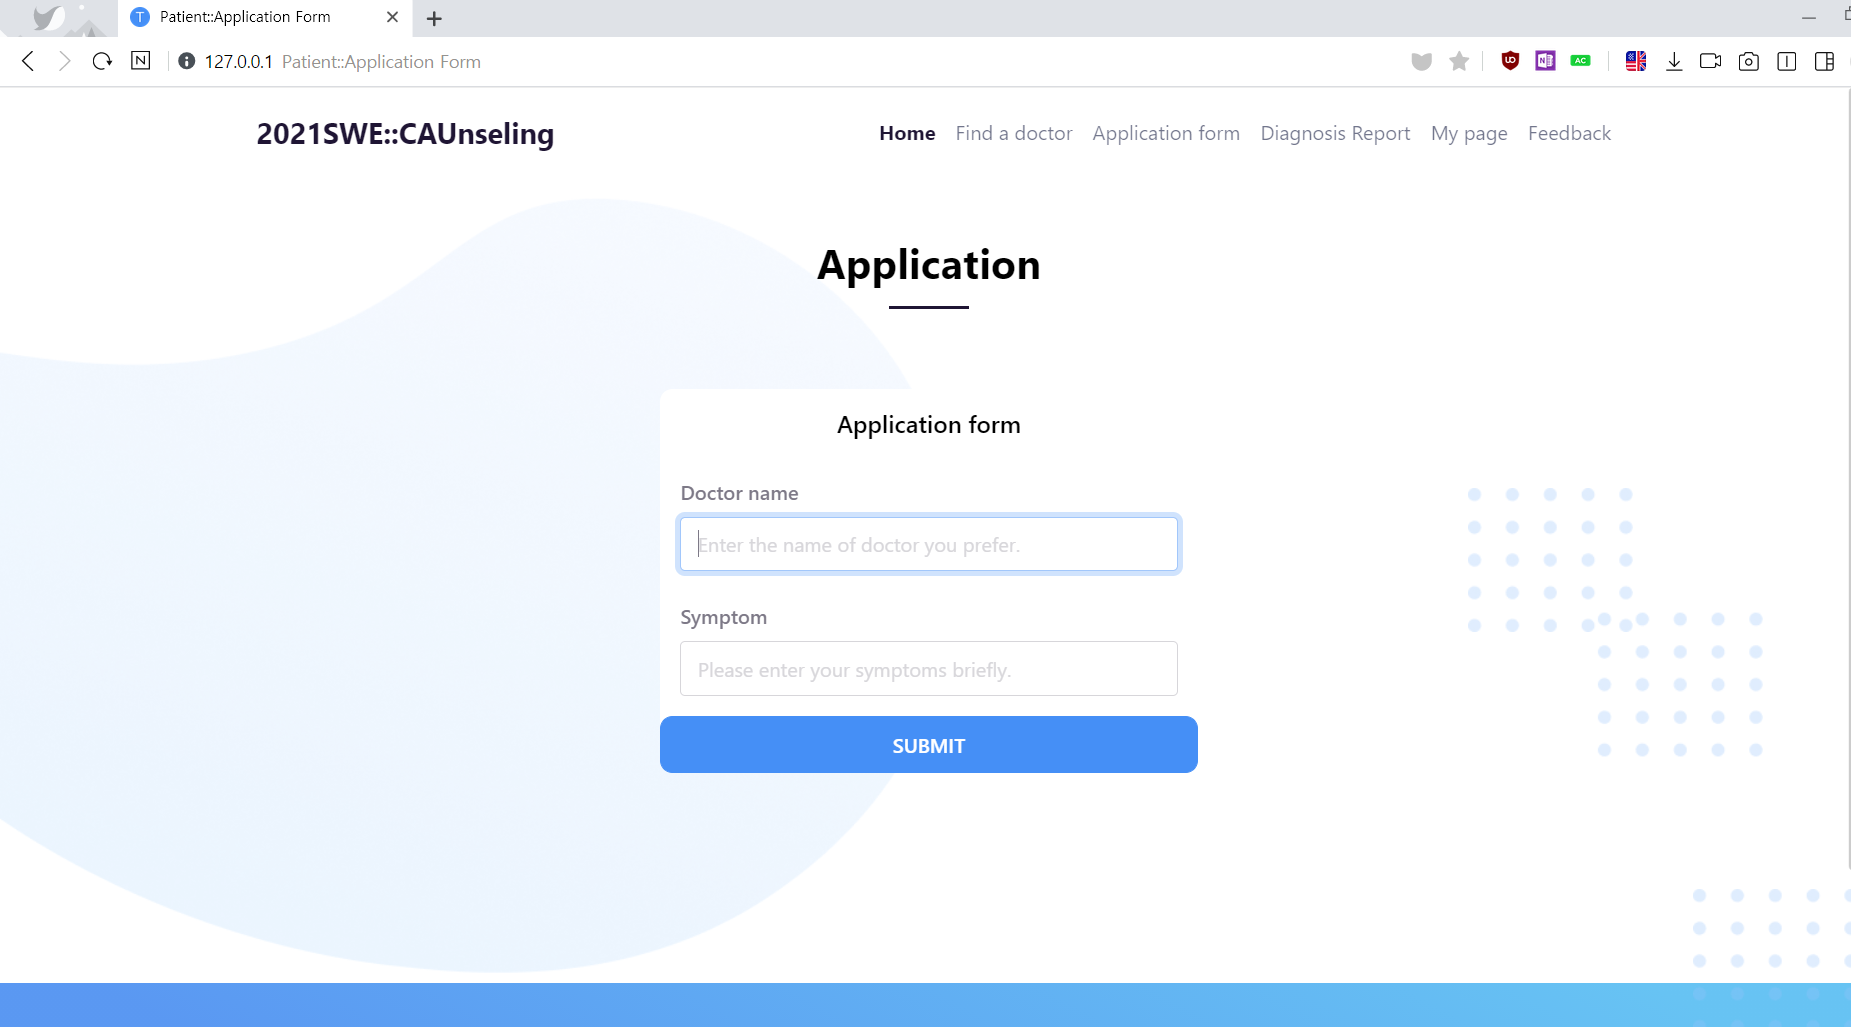 Patient::Application Form
127.0.0.1 Patient::Application Form
2021SWE::CAUnseling
Home Find a doctor Application form Diagnosis Report My page Feedback
Application
Application form
Doctor name
Enter the name of doctor you prefer.
Symptom
Please enter your symptoms briefly.
SUBMIT